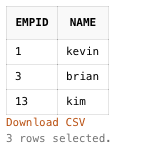 EMPID NAME
1 kevin
3 brian
13 kim
Download CSV
3 rows selected.